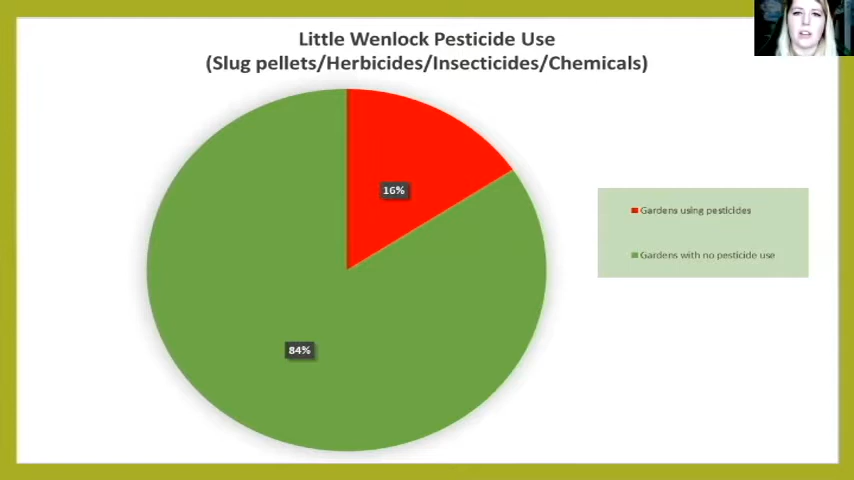 Little Wenlock Pesticide Use
(Slug pellets/Herbicides/Insecticides/Chemicals)
16%
Gardens using pesticides
Gardens with no pesticide use
84%